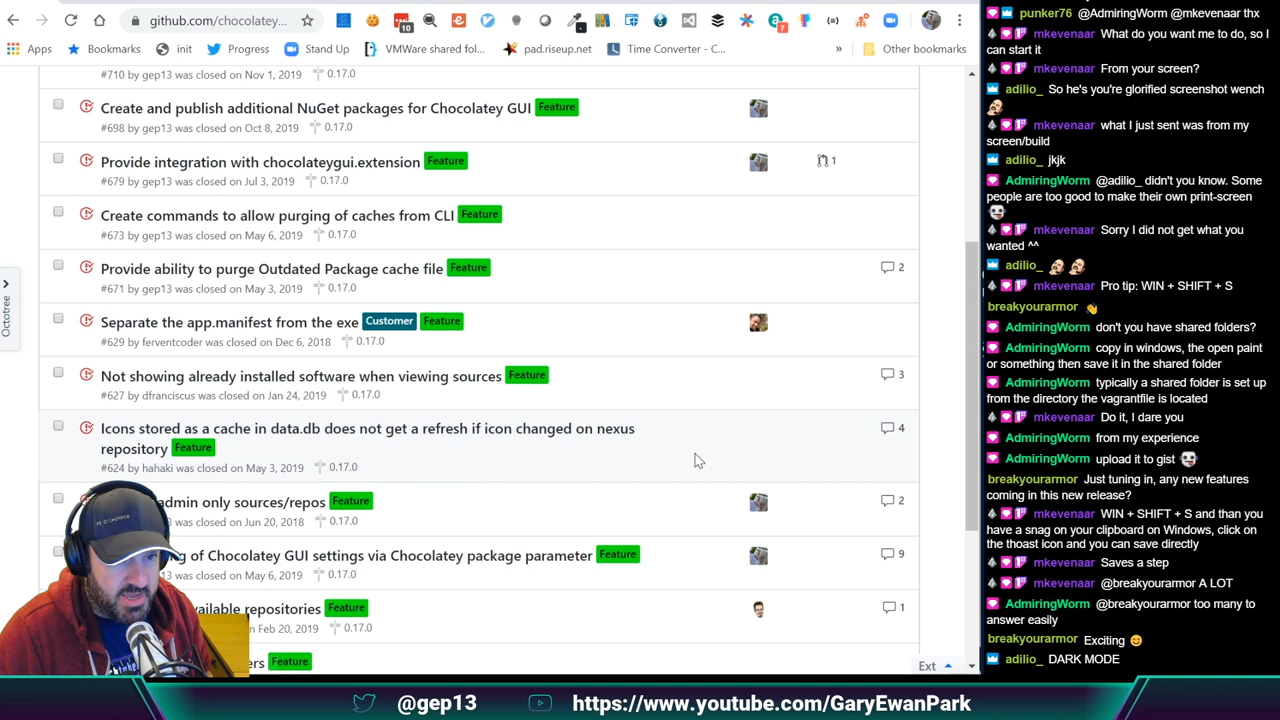 github.com/chocolatey...
10
7
Apps
Bookmarks
init
Progress
Stand Up
VMWare shared fol...
pad.riseup.net
Time Converter - C...
»
Other bookmarks
#710 by gep13 was closed on Nov 1, 2019 0.17.0
Create and publish additional NuGet packages for Chocolatey GUI Feature
#698 by gep13 was closed on Oct 8, 2019 0.17.0
Provide integration with chocolateygui.extension Feature
1
#679 by gep13 was closed on Jul 3, 2019 0.17.0
Create commands to allow purging of caches from CLI Feature
#673 by gep13 was closed on May 6, 2019 0.17.0
Provide ability to purge Outdated Package cache file Feature
2
#671 by gep13 was closed on May 3, 2019 0.17.0
Octotree
Separate the app.manifest from the exe Customer Feature
#629 by ferventcoder was closed on Dec 6, 2018 0.17.0
Not showing already installed software when viewing sources Feature
3
#627 by dfranciscus was closed on Jan 24, 2019 0.17.0
Icons stored as a cache in data.db does not get a refresh if icon changed on nexus
4
repository Feature
#624 by hahaki was closed on May 3, 2019 0.17.0
admin only sources/repos Feature
2
was closed on Jun 20, 2018 0.17.0
g of Chocolatey GUI settings via Chocolatey package parameter Feature
9
13 was closed on May 6, 2019 0.17.0
vailable repositories Feature
1
on Feb 20, 2019 0.17.0
ers Feature
Ext
punker76 @AdmiringWorm @mkevenaar thx
mkevenaar What do you want me to do, so I
can start it
mkevenaar From your screen?
adilio_ So he's you're glorified screenshot wench
mkevenaar what I just sent was from my
screen/build
adilio_ jkjk
AdmiringWorm @adilio_ didn't you know. Some
people are too good to make their own print-screen
mkevenaar Sorry I did not get what you
wanted ^^
adilio_
mkevenaar Pro tip: WIN + SHIFT + S
breakyourarmor
AdmiringWorm don't you have shared folders?
AdmiringWorm copy in windows, the open paint
or something then save it in the shared folder
AdmiringWorm typically a shared folder is set up
from the directory the vagrantfile is located
mkevenaar Do it, I dare you
AdmiringWorm from my experience
AdmiringWorm upload it to gist
breakyourarmor Just tuning in, any new features
coming in this new release?
mkevenaar WIN + SHIFT + S and than you
have a snag on your clipboard on Windows, click on
the thoast icon and you can save directly
mkevenaar Saves a step
mkevenaar @breakyourarmor A LOT
AdmiringWorm @breakyourarmor too many to
answer easily
breakyourarmor Exciting
adilio_ DARK MODE
@gep13
https://www.youtube.com/GaryEwanPark